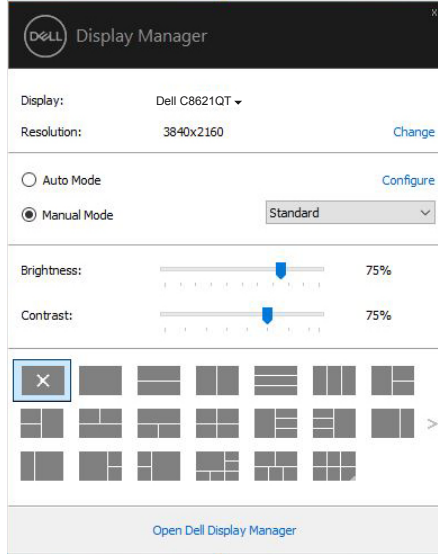 DELL Display Manager x
Display: Dell C8621QT
Resolution: 3840x2160 Change
Auto Mode Configure
Manual Mode Standard
Brightness: 75%
Contrast: 75%
Open Dell Display Manager